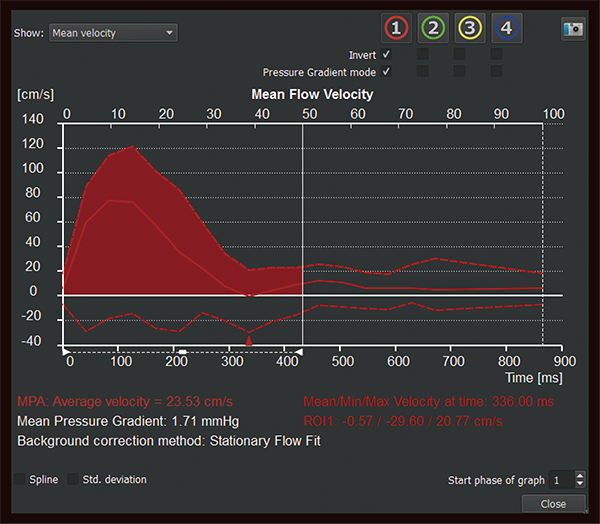 Show: Mean velocity 1 2 3 4
Invert
Pressure Gradient mode
[cm/s] Mean Flow Velocity
0 10 20 30 40 50 60 70 80 90 100
140
120
100
80
60
40
20
0
-20
-40
0 100 200 300 400 500 600 700 800 900
Time [ms]
MPA: Average velocity = 23.53 cm/s Mean/Min/Max Velocity at time: 336.00 ms
Mean Pressure Gradient: 1.71 mmHg ROI1: -0.57 / -29.60 / 20.77 cm/s
Background correction method: Stationary Flow Fit
Spline Std. deviation Start phase of graph 1
Close